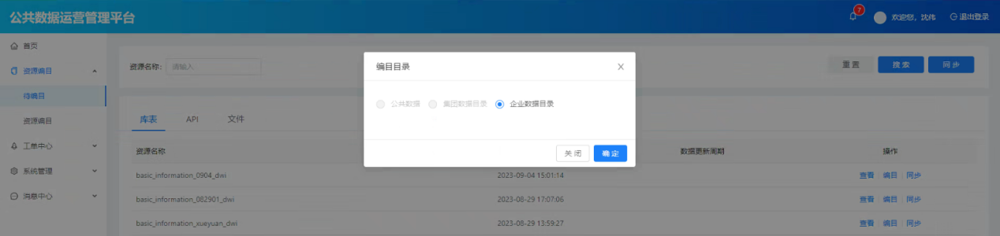 公共数据运营管理平台
7
欢迎您, 沈伟
退出登录
首页
资源编目
待编目
资源编目
工单中心
系统管理
消息中心
资源名称:
请输入
重 置
搜 索
同 步
库表
API
文件
编目目录
公共数据
集团数据目录
企业数据目录
关 闭
确 定
资源名称
数据更新周期
操作
basic_information_0904_dwi
2023-09-04 15:01:14
查看
编目
同步
basic_information_082901_dwi
2023-08-29 17:07:06
查看
编目
同步
basic_information_xueyuan_dwi
2023-08-29 13:59:27
查看
编目
同步